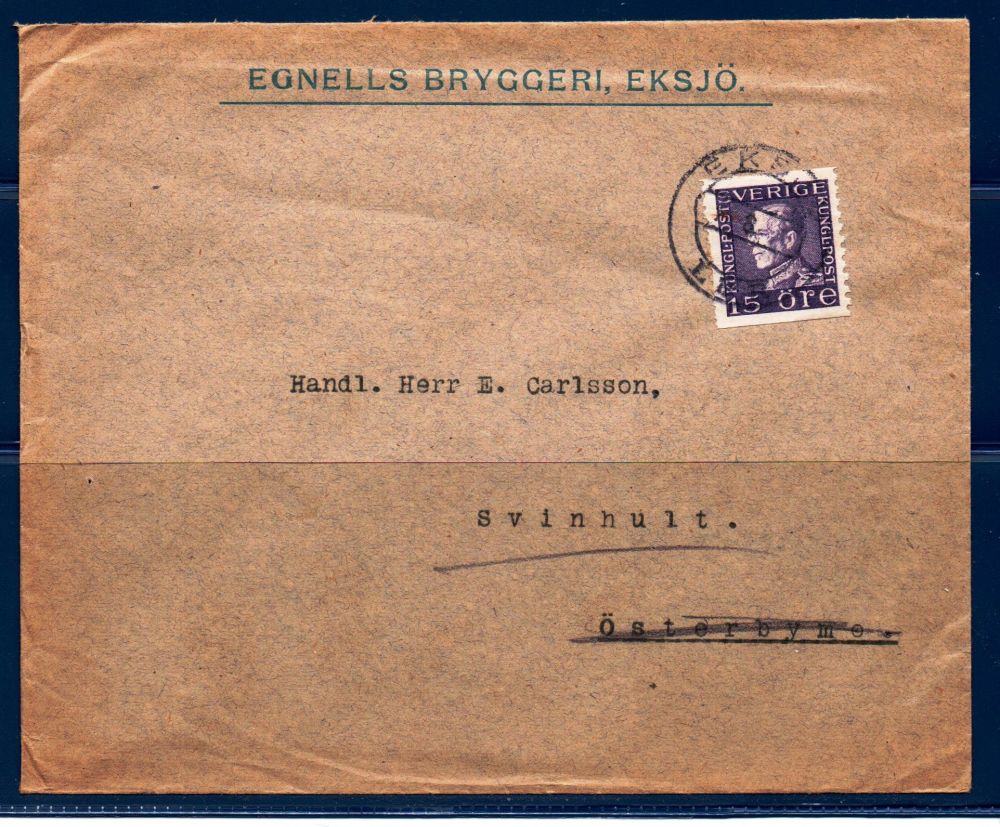 EGNELLS BRYGGERI, EKSJÖ.
SVERIGE
KUNGL·POST
KUNGL·POST
15 öre
Handl. Herr E. Carlsson,
Svinhult.
Österbymo.